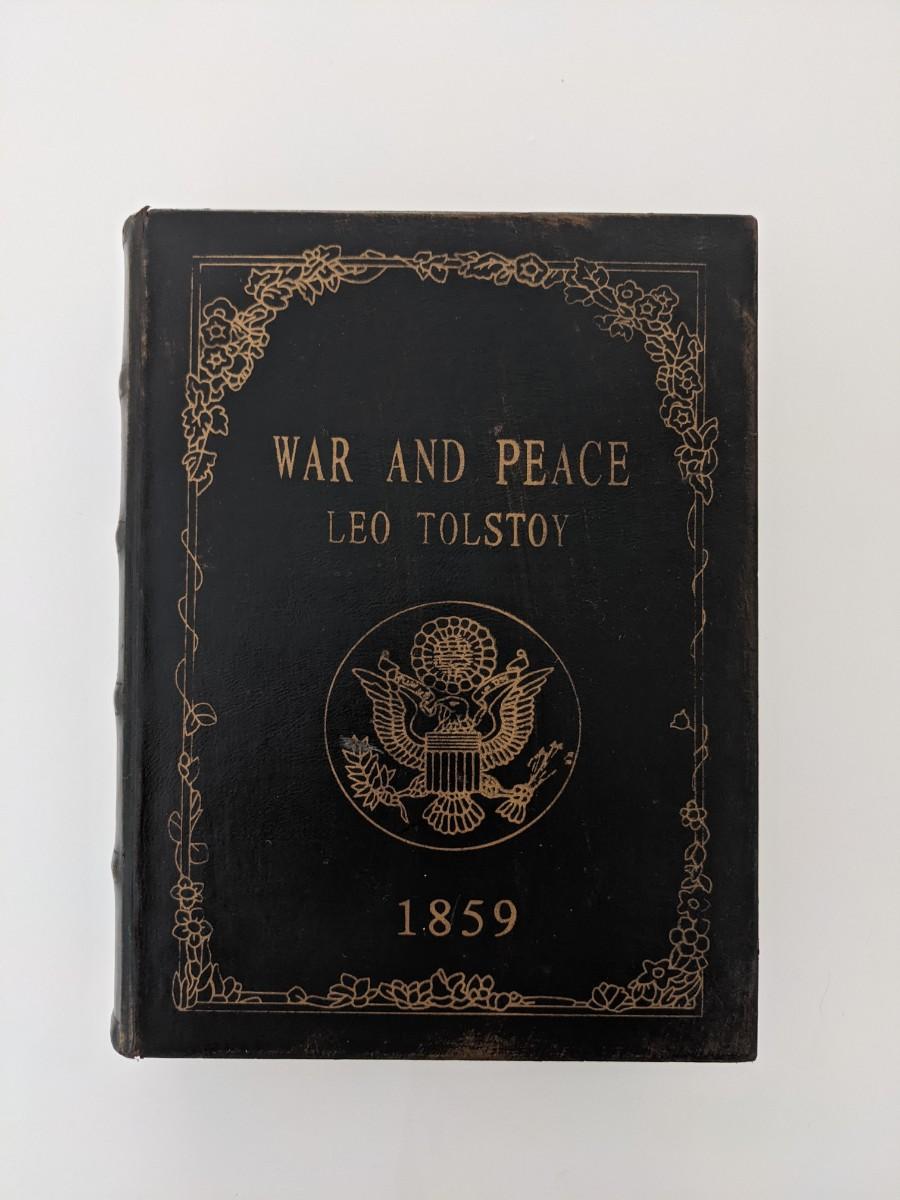 WAR AND PEACE
LEO TOLSTOY
1859